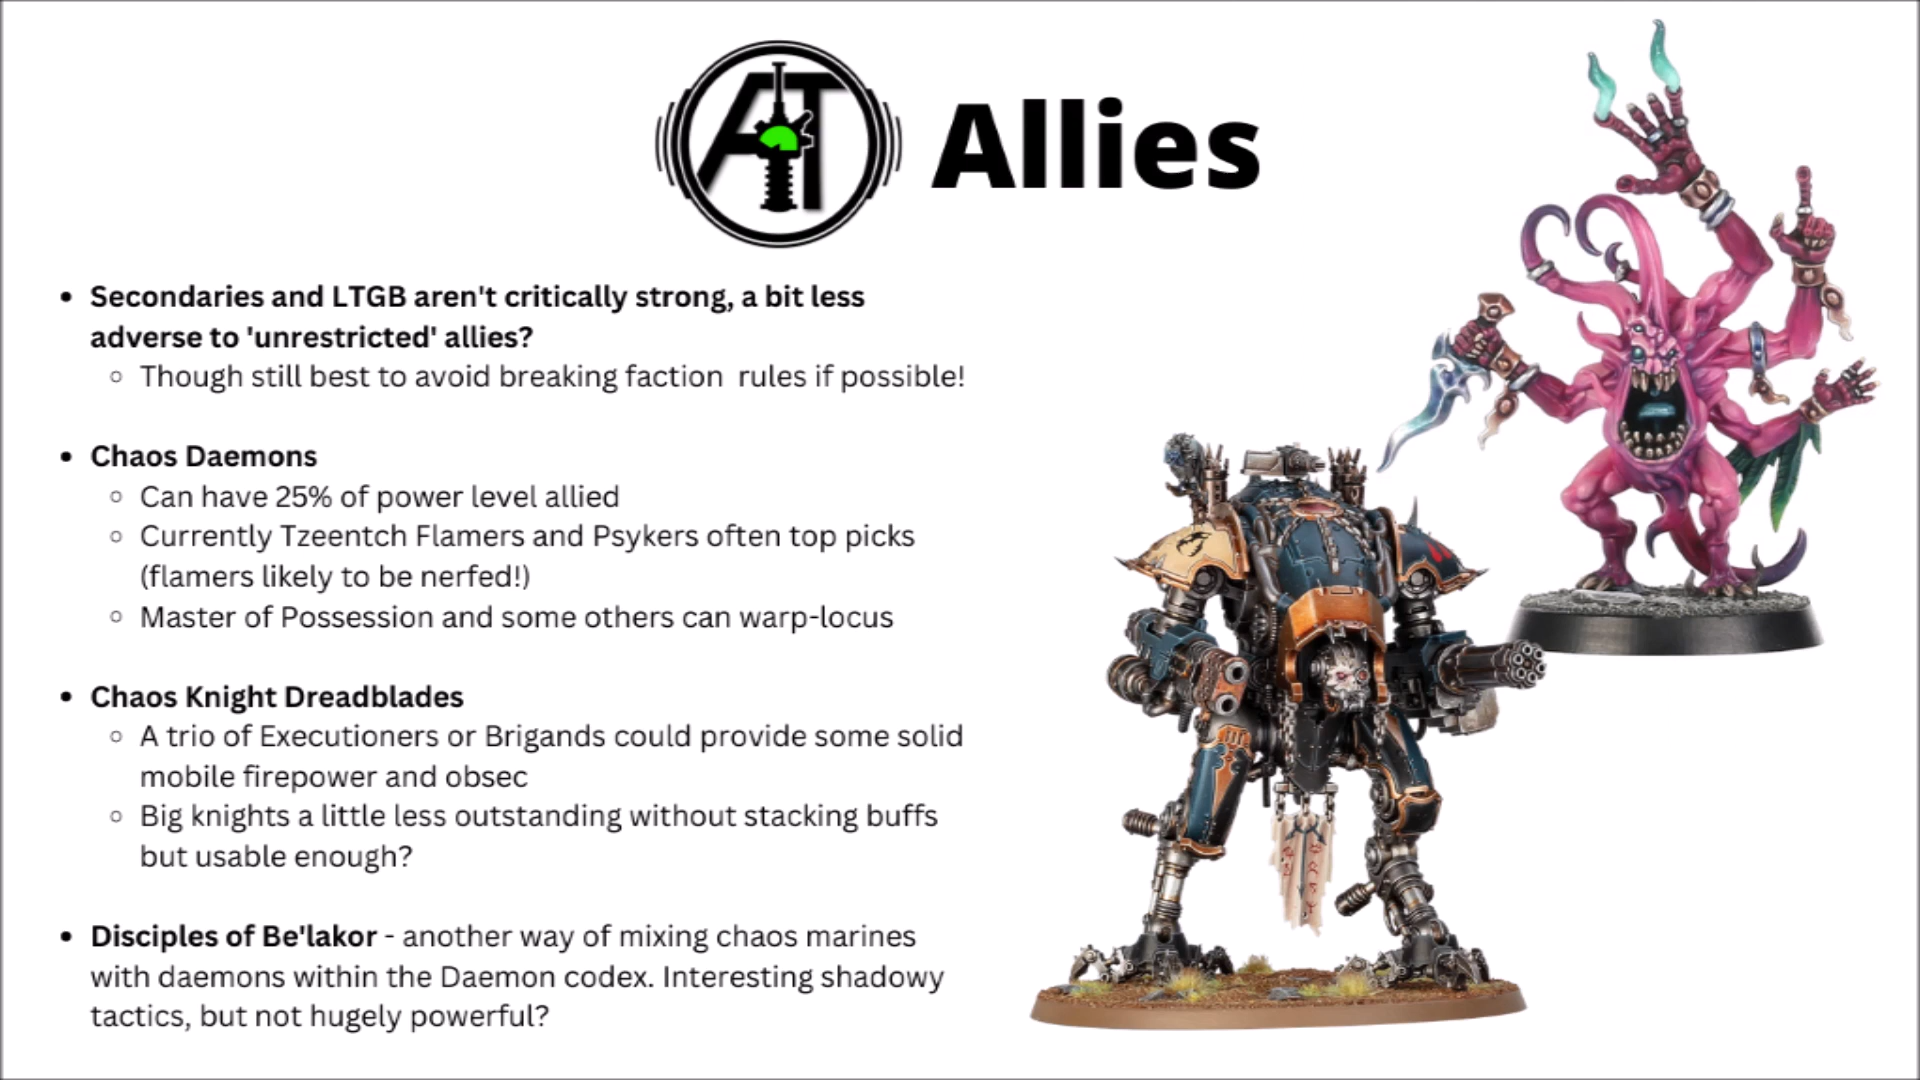 AT Allies
Secondaries and LTGB aren't critically strong, a bit less
adverse to 'unrestricted' allies?
Though still best to avoid breaking faction rules if possible!
Chaos Daemons
Can have 25% of power level allied
Currently Tzeentch Flamers and Psykers often top picks
(flamers likely to be nerfed!)
Master of Possession and some others can warp-locus
Chaos Knight Dreadblades
A trio of Executioners or Brigands could provide some solid
mobile firepower and obsec
Big knights a little less outstanding without stacking buffs
but usable enough?
Disciples of Be'lakor - another way of mixing chaos marines
with daemons within the Daemon codex. Interesting shadowy
tactics, but not hugely powerful?